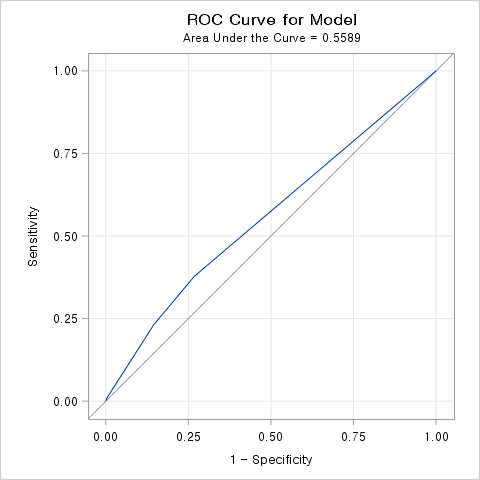 ROC Curve for Model
Area Under the Curve = 0.5589
1.00
0.75
0.50
0.25
0.00
Sensitivity
0.00 0.25 0.50 0.75 1.00
1 - Specificity